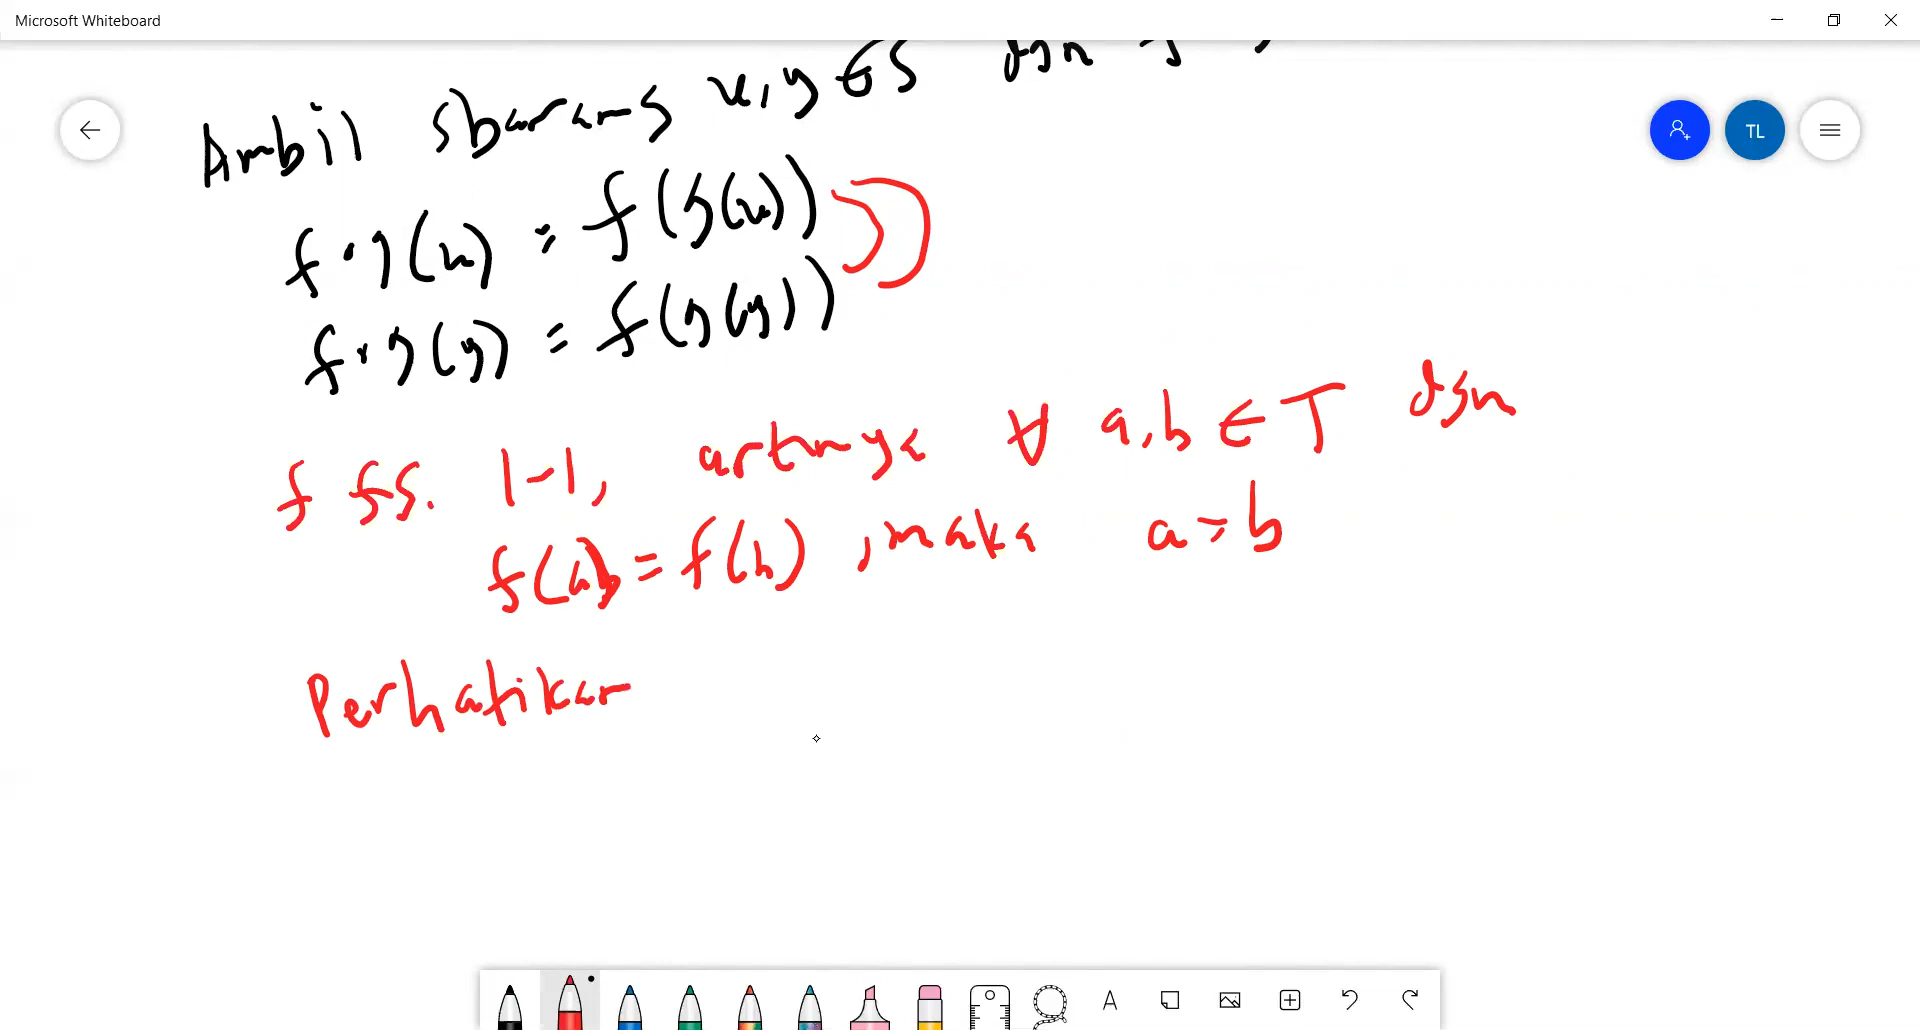 Microsoft Whiteboard
TL
Ambil sbarang x,y ∈ S dgn
f∘g(x) = f(g(x))
f∘g(y) = f(g(y))
f fs. 1-1, artinya ∀ a,b ∈ T dgn
f(a) = f(b), maka a = b
Perhatikan
A